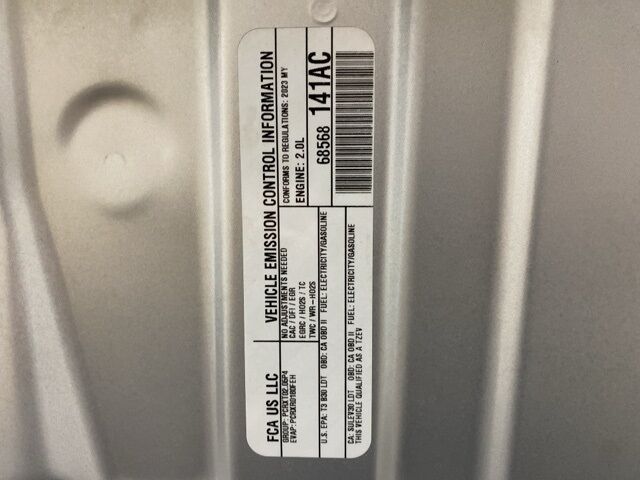 FCA US LLC VEHICLE EMISSION CONTROL INFORMATION
GROUP: PCRXT02.05P4
EVAP: PCRXR0180FEH
NO ADJUSTMENTS NEEDED
CAC / DFI / EGR
EGRC / HO2S / TC
TWC / WR-HO2S
CONFORMS TO REGULATIONS: 2023 MY
ENGINE: 2.0L
68568 141AC
U.S. EPA: T3 B30 LDT OBD: CA OBD II FUEL: ELECTRICITY/GASOLINE
CA: SULEV30 LDT OBD: CA OBD II FUEL: ELECTRICITY/GASOLINE
THIS VEHICLE QUALIFIED AS A TZEV